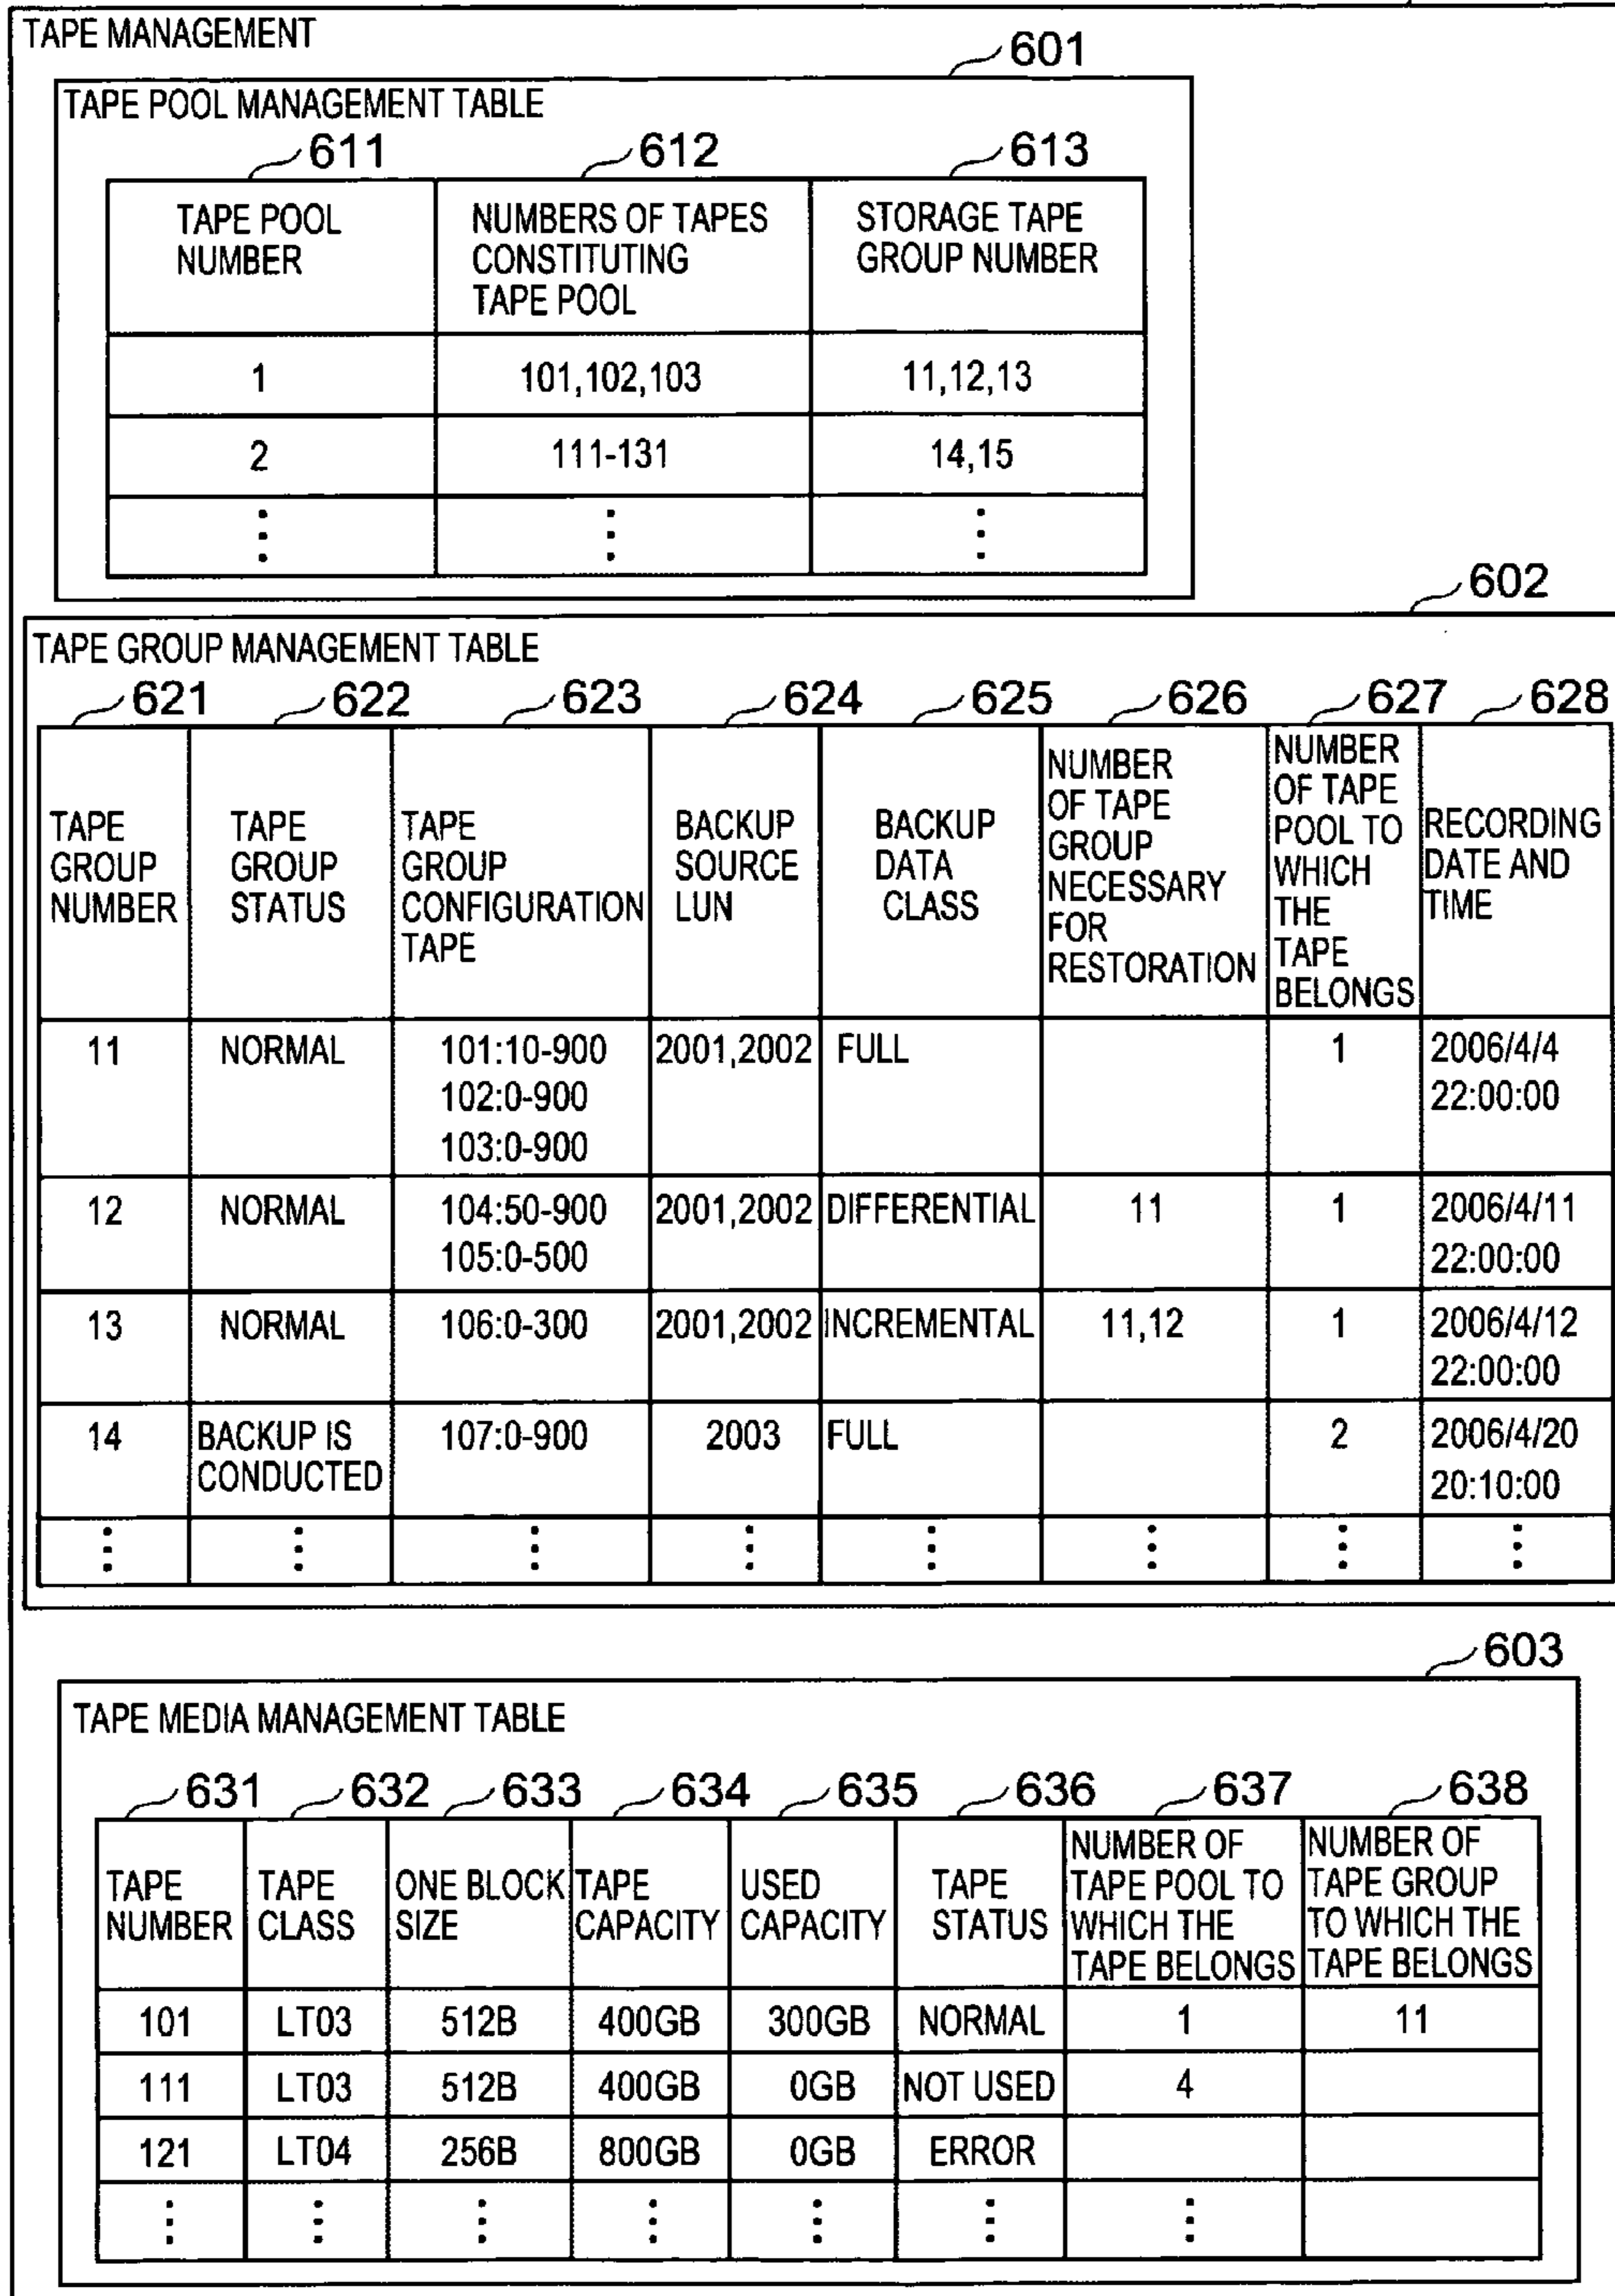 TAPE MANAGEMENT
601
TAPE POOL MANAGEMENT TABLE
611 612 613
TAPE POOL NUMBER NUMBERS OF TAPES CONSTITUTING TAPE POOL STORAGE TAPE GROUP NUMBER
1 101,102,103 11,12,13
2 111-131 14,15
⋮ ⋮ ⋮
602
TAPE GROUP MANAGEMENT TABLE
621 622 623 624 625 626 627 628
TAPE GROUP NUMBER TAPE GROUP STATUS TAPE GROUP CONFIGURATION TAPE BACKUP SOURCE LUN BACKUP DATA CLASS NUMBER OF TAPE GROUP NECESSARY FOR RESTORATION NUMBER OF TAPE POOL TO WHICH THE TAPE BELONGS RECORDING DATE AND TIME
11 NORMAL 101:10-900 2001,2002 FULL 1 2006/4/4
102:0-900 22:00:00
103:0-900
12 NORMAL 104:50-900 2001,2002 DIFFERENTIAL 11 1 2006/4/11
105:0-500 22:00:00
13 NORMAL 106:0-300 2001,2002 INCREMENTAL 11,12 1 2006/4/12
22:00:00
14 BACKUP IS 107:0-900 2003 FULL 2 2006/4/20
CONDUCTED 20:10:00
⋮ ⋮ ⋮ ⋮ ⋮ ⋮ ⋮ ⋮
603
TAPE MEDIA MANAGEMENT TABLE
631 632 633 634 635 636 637 638
TAPE NUMBER TAPE CLASS ONE BLOCK SIZE TAPE CAPACITY USED CAPACITY TAPE STATUS NUMBER OF TAPE POOL TO WHICH THE TAPE BELONGS NUMBER OF TAPE GROUP TO WHICH THE TAPE BELONGS
101 LT03 512B 400GB 300GB NORMAL 1 11
111 LT03 512B 400GB 0GB NOT USED 4
121 LT04 256B 800GB 0GB ERROR
⋮ ⋮ ⋮ ⋮ ⋮ ⋮ ⋮